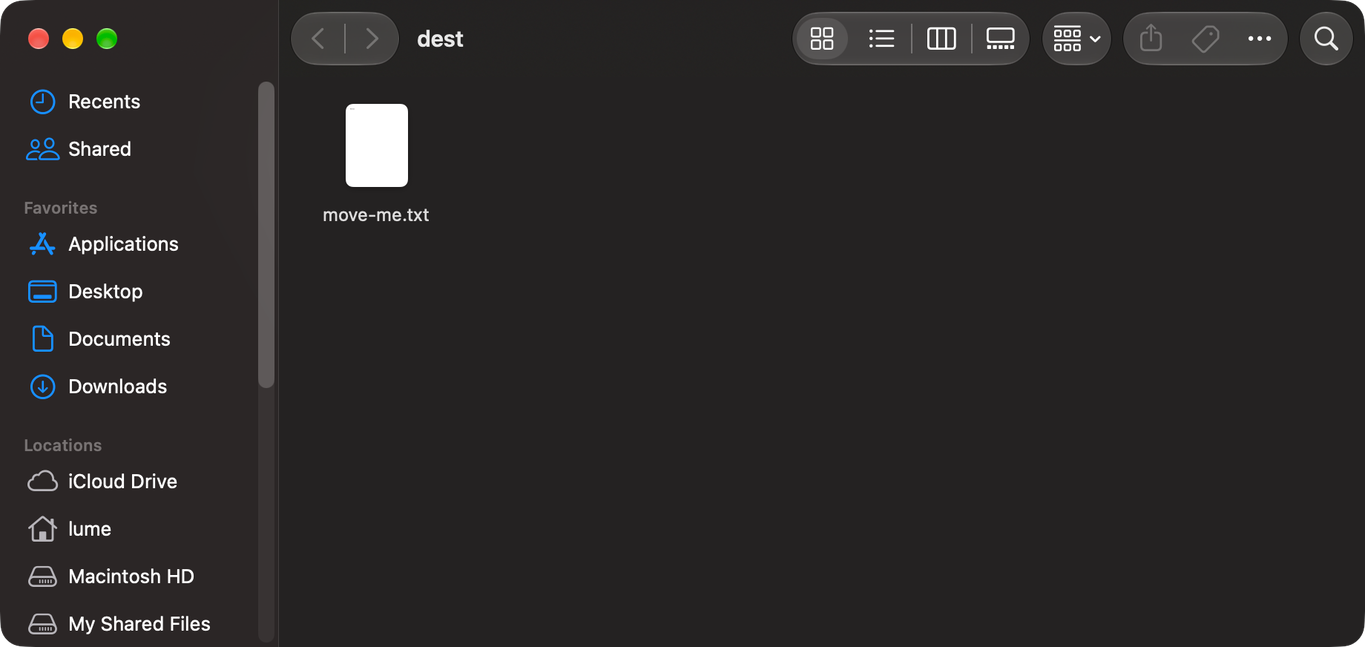 dest
Recents
Shared
Favorites
Applications
Desktop
Documents
Downloads
Locations
iCloud Drive
lume
Macintosh HD
My Shared Files
move-me.txt